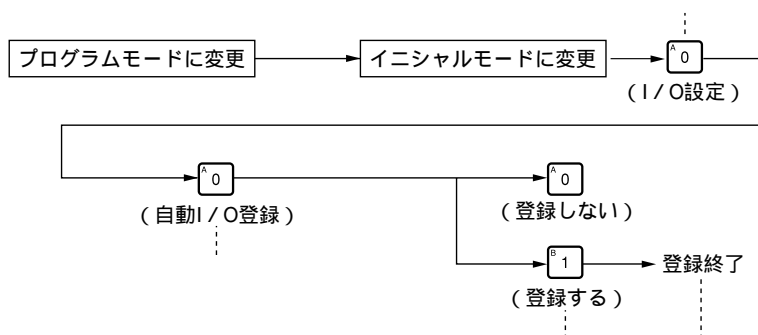 プログラムモードに変更
イニシャルモードに変更
A 0
(I/O設定)
A 0
(自動I/O登録)
A 0
(登録しない)
B 1
登録終了
(登録する)